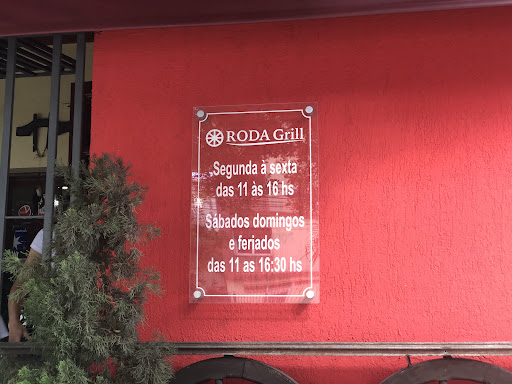 RODA Grill
Segunda à sexta
das 11 às 16 hs
Sábados domingos
e feriados
das 11 as 16:30 hs